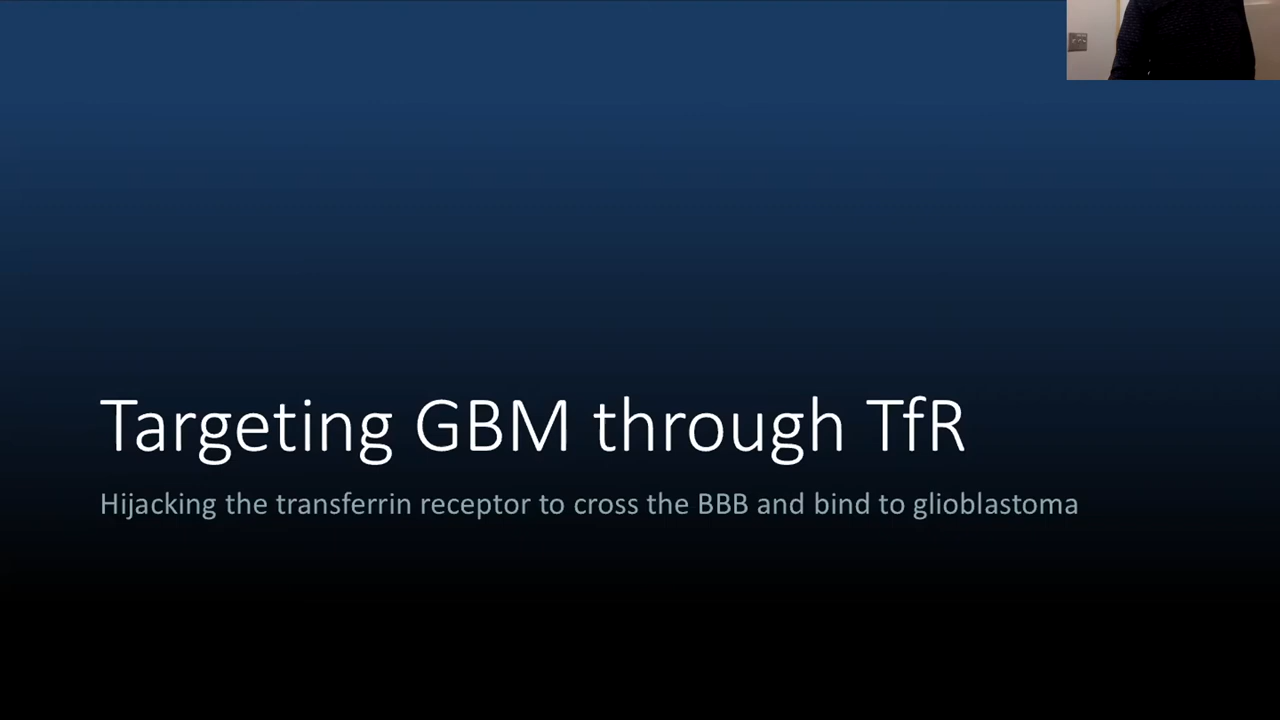 Targeting GBM through TfR
Hijacking the transferrin receptor to cross the BBB and bind to glioblastoma